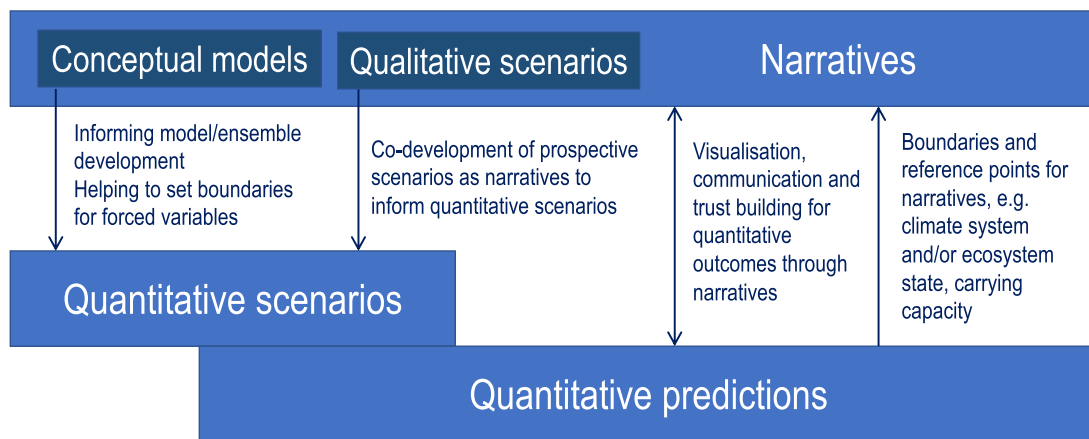 Conceptual models
Qualitative scenarios
Narratives
Informing model/ensemble
development
Helping to set boundaries
for forced variables
Co-development of prospective
scenarios as narratives to
inform quantitative scenarios
Visualisation,
communication and
trust building for
quantitative
outcomes through
narratives
Boundaries and
reference points for
narratives, e.g.
climate system
and/or ecosystem
state, carrying
capacity
Quantitative scenarios
Quantitative predictions